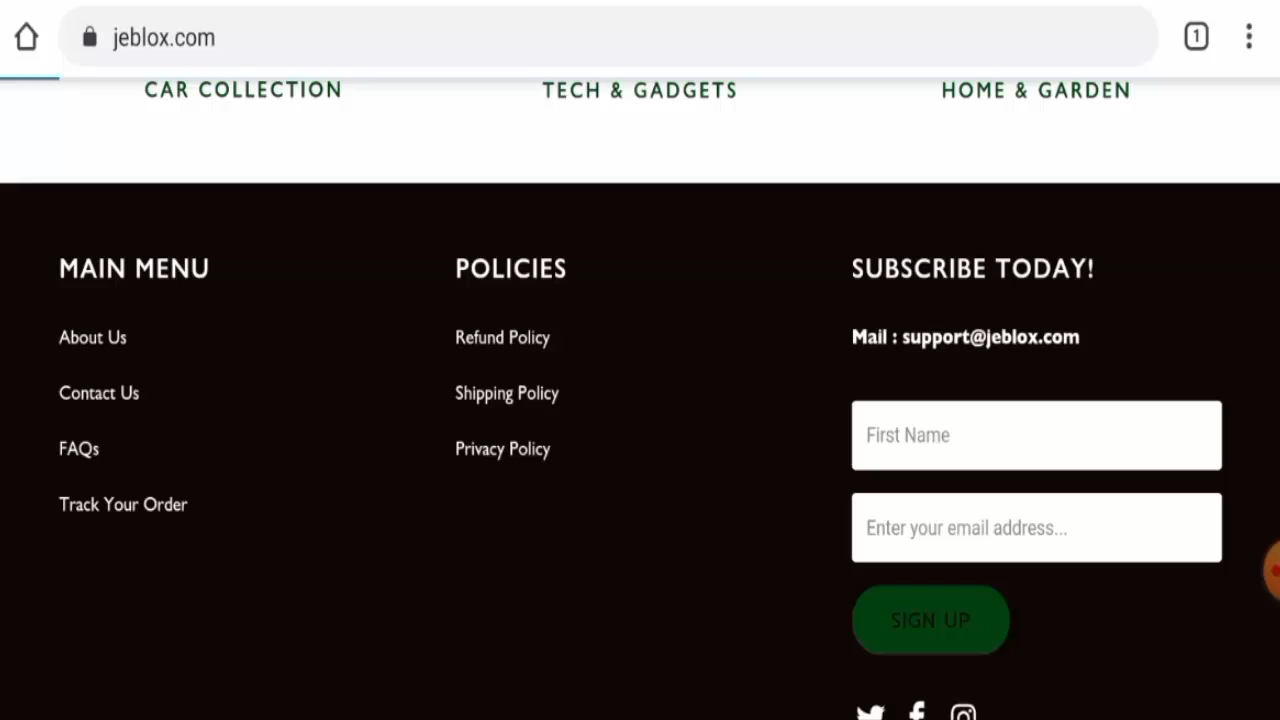 jeblox.com
1
CAR COLLECTION
TECH & GADGETS
HOME & GARDEN
MAIN MENU
About Us
Contact Us
FAQs
Track Your Order
POLICIES
Refund Policy
Shipping Policy
Privacy Policy
SUBSCRIBE TODAY!
Mail : support@jeblox.com
First Name
Enter your email address...
SIGN UP